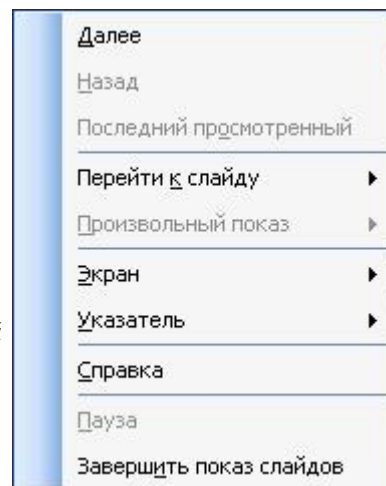 Далее
Назад
Последний просмотренный
Перейти к слайду
Произвольный показ
Экран
Указатель
Справка
Пауза
Завершить показ слайдов